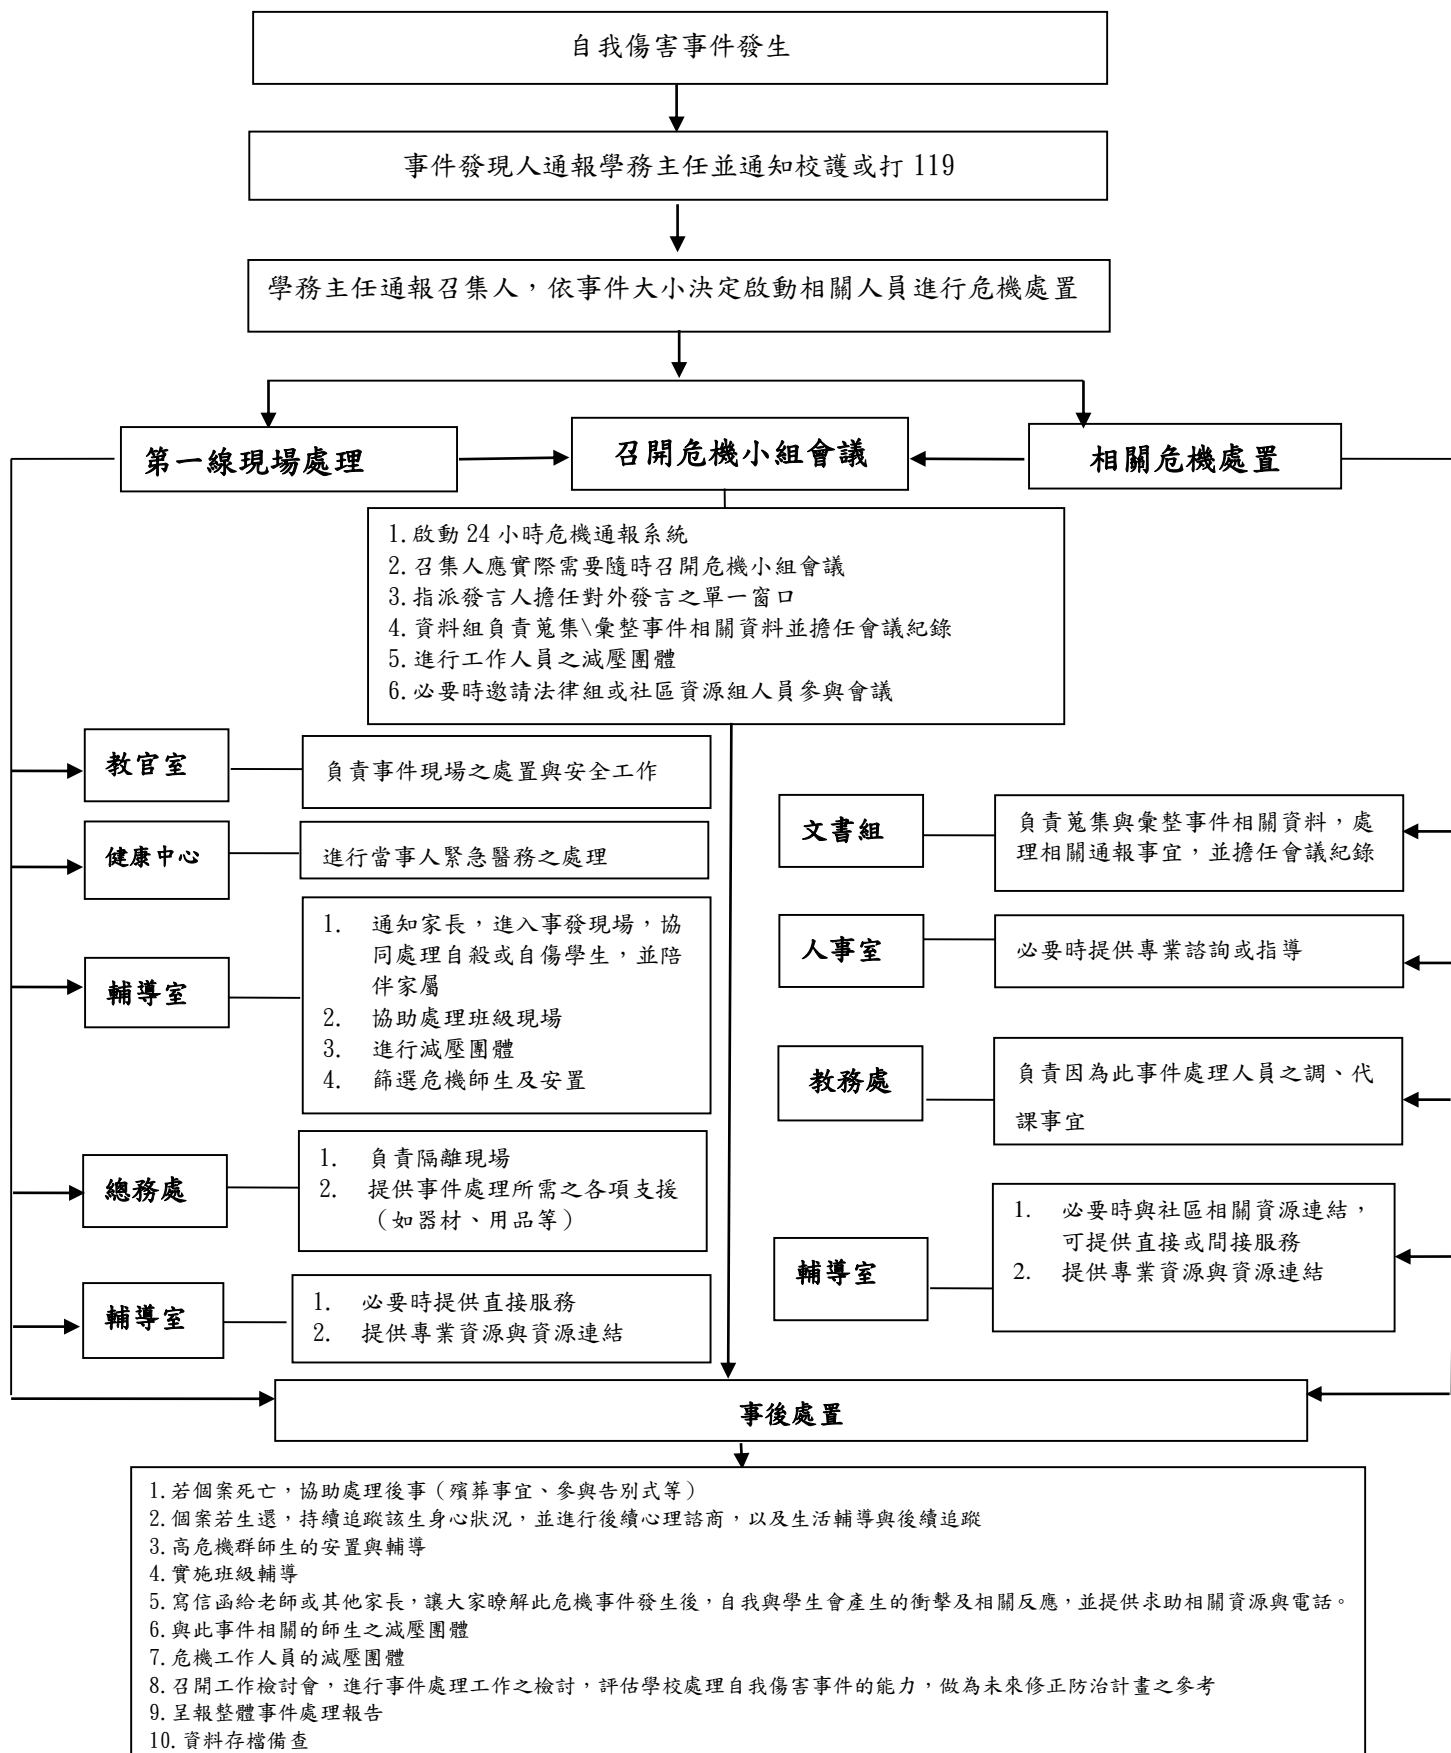 自我傷害事件發生
事件發現人通報學務主任並通知校護或打 119
學務主任通報召集人，依事件大小決定啟動相關人員進行危機處置
第一線現場處理
召開危機小組會議
相關危機處置
1.啟動 24 小時危機通報系統
2.召集人應實際需要隨時召開危機小組會議
3.指派發言人擔任對外發言之單一窗口
4.資料組負責蒐集\彙整事件相關資料並擔任會議紀錄
5.進行工作人員之減壓團體
6.必要時邀請法律組或社區資源組人員參與會議
教官室
負責事件現場之處置與安全工作
健康中心
進行當事人緊急醫務之處理
輔導室
1. 通知家長，進入事發現場，協
同處理自殺或自傷學生，並陪
伴家屬
2. 協助處理班級現場
3. 進行減壓團體
4. 篩選危機師生及安置
總務處
1. 負責隔離現場
2. 提供事件處理所需之各項支援
（如器材、用品等）
輔導室
1. 必要時提供直接服務
2. 提供專業資源與資源連結
文書組
負責蒐集與彙整事件相關資料，處
理相關通報事宜，並擔任會議紀錄
人事室
必要時提供專業諮詢或指導
教務處
負責因為此事件處理人員之調、代
課事宜
輔導室
1. 必要時與社區相關資源連結，
可提供直接或間接服務
2. 提供專業資源與資源連結
事後處置
1.若個案死亡，協助處理後事（殯葬事宜、參與告別式等）
2.個案若生還，持續追蹤該生身心狀況，並進行後續心理諮商，以及生活輔導與後續追蹤
3.高危機群師生的安置與輔導
4.實施班級輔導
5.寫信函給老師或其他家長，讓大家瞭解此危機事件發生後，自我與學生會產生的衝擊及相關反應，並提供求助相關資源與電話。
6.與此事件相關的師生之減壓團體
7.危機工作人員的減壓團體
8.召開工作檢討會，進行事件處理工作之檢討，評估學校處理自我傷害事件的能力，做為未來修正防治計畫之參考
9.呈報整體事件處理報告
10.資料存檔備查